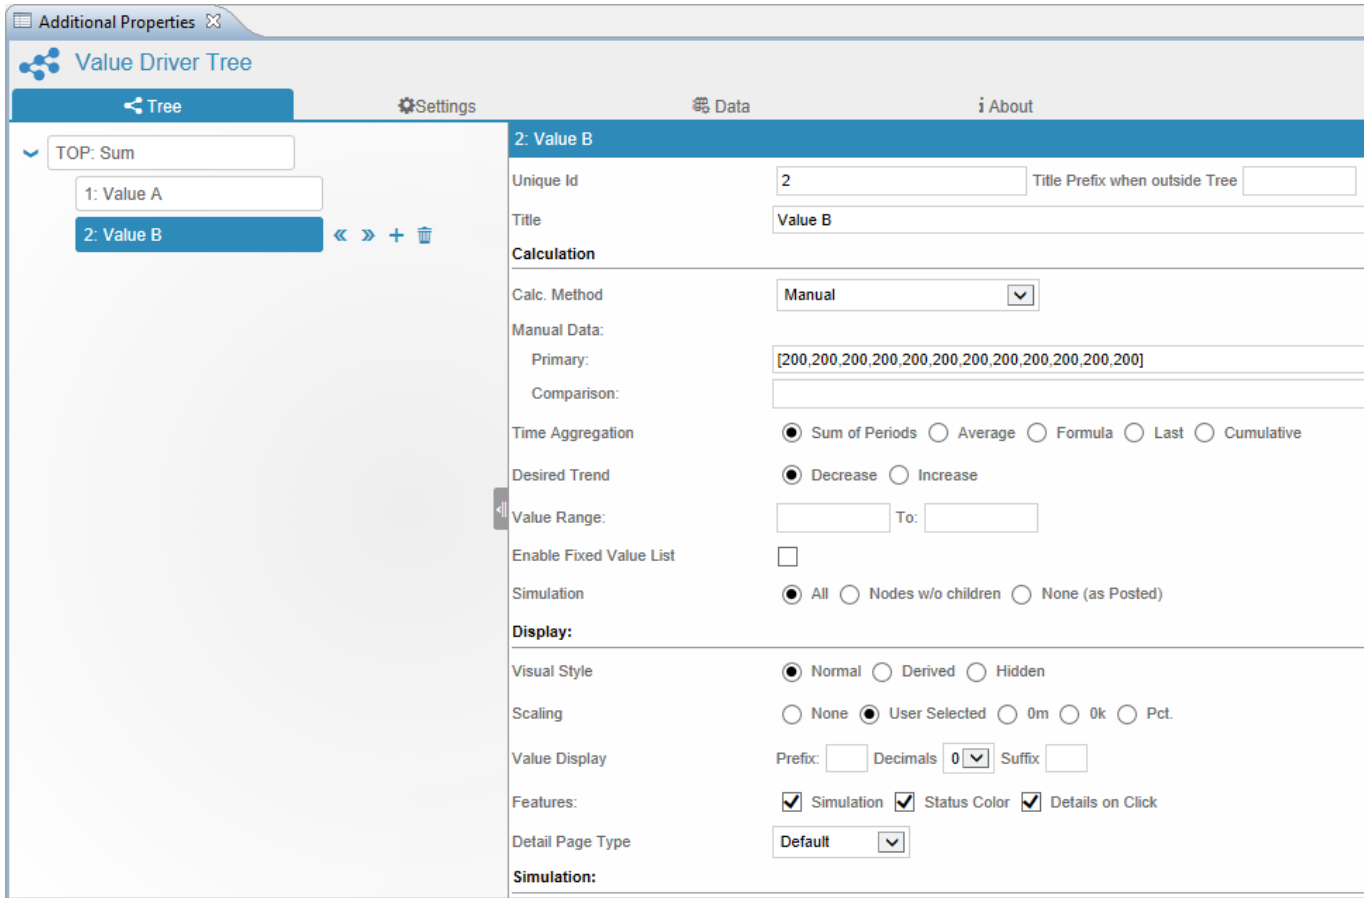 Additional Properties
Value Driver Tree
Tree Settings Data About
TOP: Sum
1: Value A
2: Value B
2: Value B
Unique Id 2 Title Prefix when outside Tree
Title Value B
Calculation
Calc. Method Manual
Manual Data:
Primary: [200,200,200,200,200,200,200,200,200,200,200,200]
Comparison:
Time Aggregation Sum of Periods Average Formula Last Cumulative
Desired Trend Decrease Increase
Value Range: To:
Enable Fixed Value List
Simulation All Nodes w/o children None (as Posted)
Display:
Visual Style Normal Derived Hidden
Scaling None User Selected 0m 0k Pct.
Value Display Prefix: Decimals 0 Suffix
Features: Simulation Status Color Details on Click
Detail Page Type Default
Simulation: